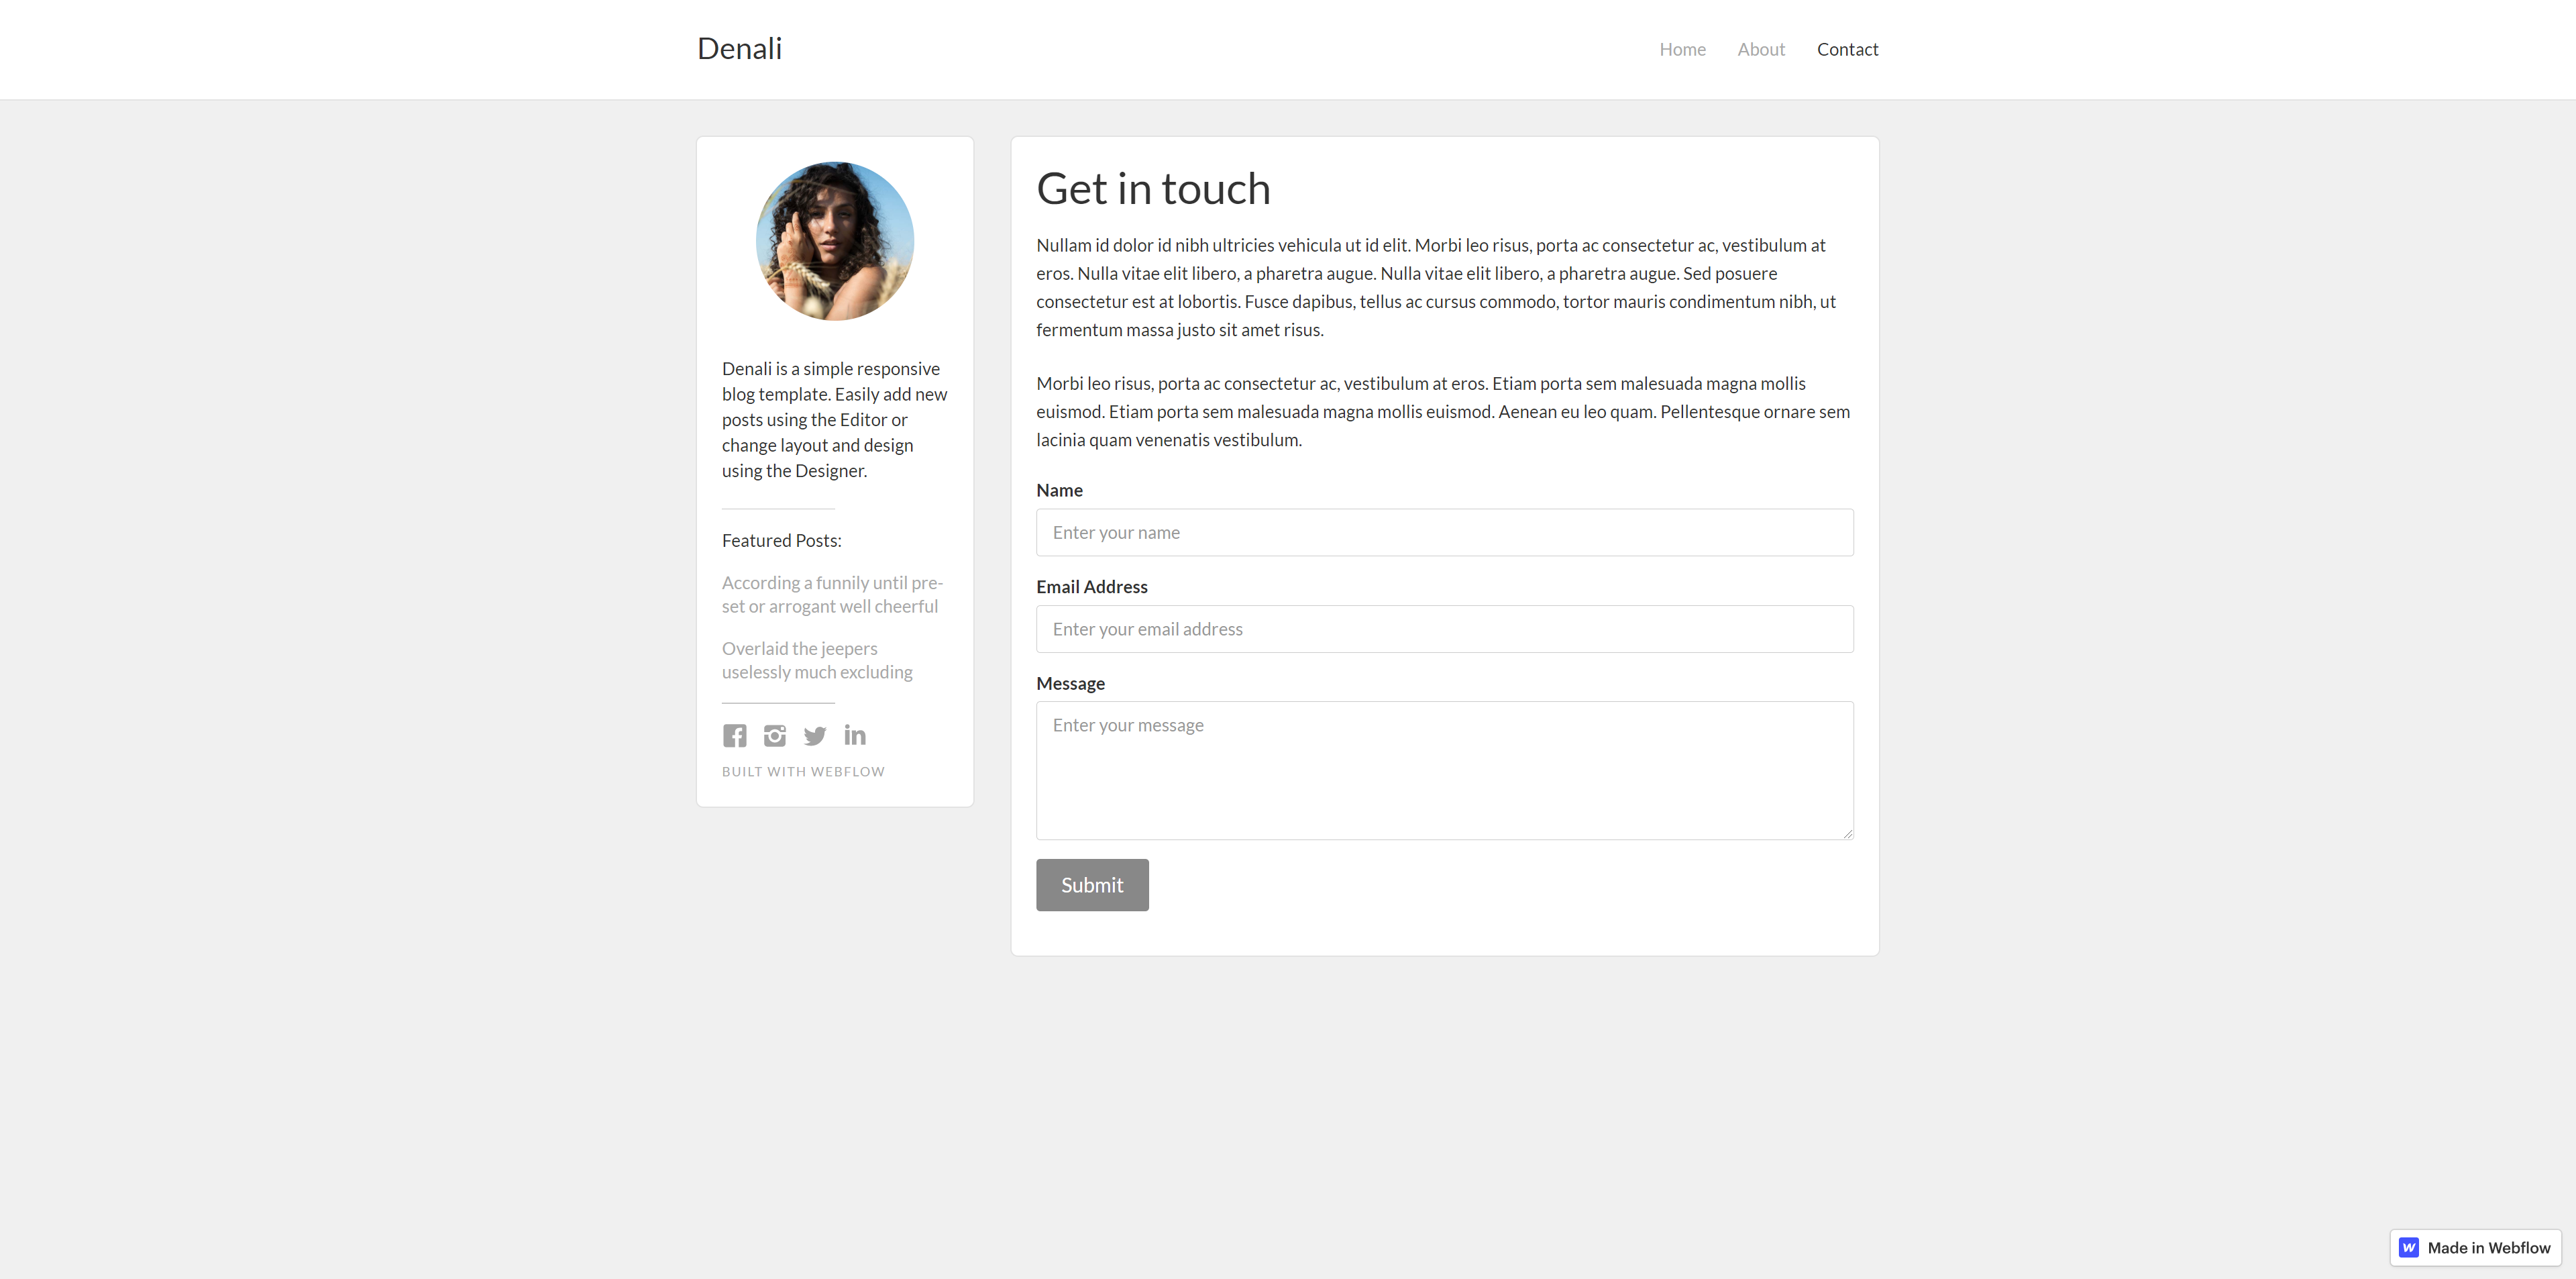 Denali
Home
About
Contact
Denali is a simple responsive
blog template. Easily add new
posts using the Editor or
change layout and design
using the Designer.
Featured Posts:
According a funnily until pre-
set or arrogant well cheerful
Overlaid the jeepers
uselessly much excluding
BUILT WITH WEBFLOW
Get in touch
Nullam id dolor id nibh ultricies vehicula ut id elit. Morbi leo risus, porta ac consectetur ac, vestibulum at
eros. Nulla vitae elit libero, a pharetra augue. Nulla vitae elit libero, a pharetra augue. Sed posuere
consectetur est at lobortis. Fusce dapibus, tellus ac cursus commodo, tortor mauris condimentum nibh, ut
fermentum massa justo sit amet risus.
Morbi leo risus, porta ac consectetur ac, vestibulum at eros. Etiam porta sem malesuada magna mollis
euismod. Etiam porta sem malesuada magna mollis euismod. Aenean eu leo quam. Pellentesque ornare sem
lacinia quam venenatis vestibulum.
Name
Enter your name
Email Address
Enter your email address
Message
Enter your message
Submit
Made in Webflow